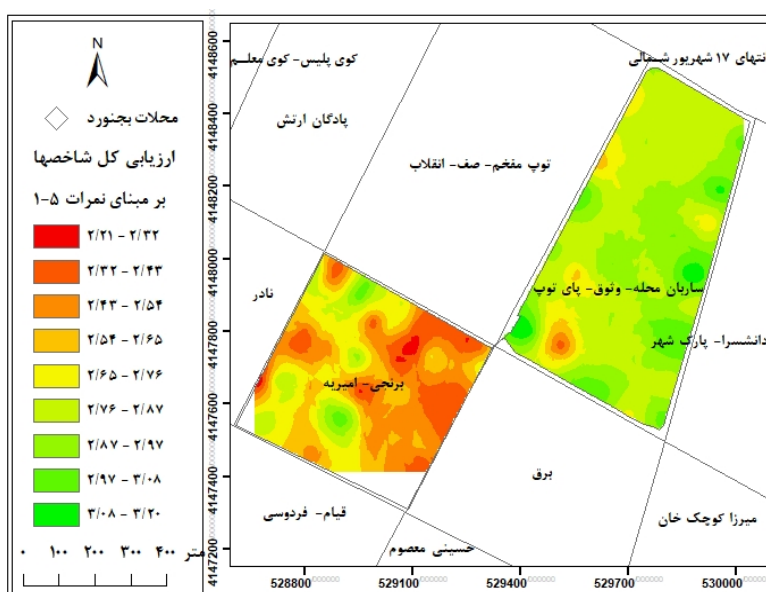 N
محلات بجنورد
ارزیابی کل شاخصها
بر مبنای نمرات ۵-۱
۲/۲۱ - ۲/۳۲
۲/۳۲ - ۲/۴۳
۲/۴۳ - ۲/۵۴
۲/۵۴ - ۲/۶۵
۲/۶۵ - ۲/۷۶
۲/۷۶ - ۲/۸۷
۲/۸۷ - ۲/۹۷
۲/۹۷ - ۳/۰۸
۳/۰۸ - ۳/۲۰
۰ ۱۰۰ ۲۰۰ ۳۰۰ ۴۰۰ متر
کوی پلیس- کوی معلـم
انتهای ۱۷ شهریور شمـالی
پادگان ارتش
توپ مفخم- صف- انقلاب
نادر
ساربان محله- وثوق- پای توپ
دانشسرا- پارک شهر
برنجی- امیریه
برق
قیام- فردوسی
میرزا کوچک خان
حسینی معصوم
4148600
4148400
4148200
4148000
4147800
4147600
4147400
4147200
528800
529100
529400
529700
530000